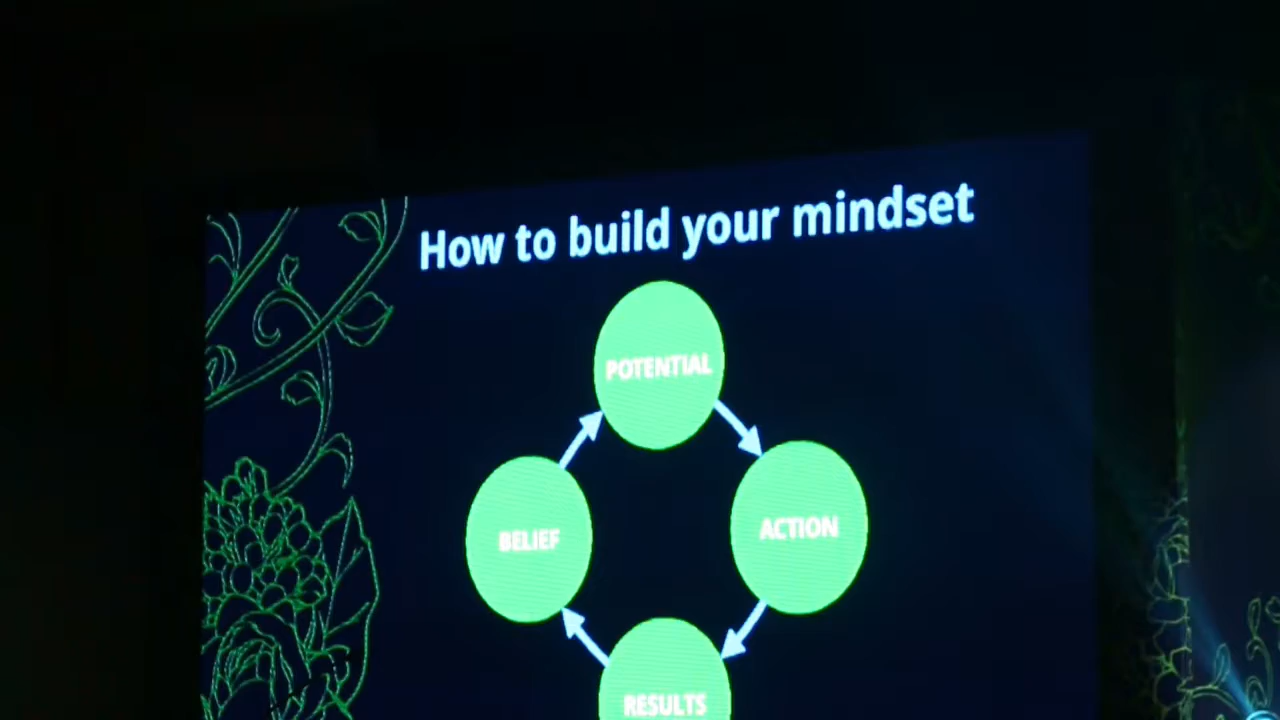 How to build your mindset
POTENTIAL
BELIEF
ACTION
RESULTS